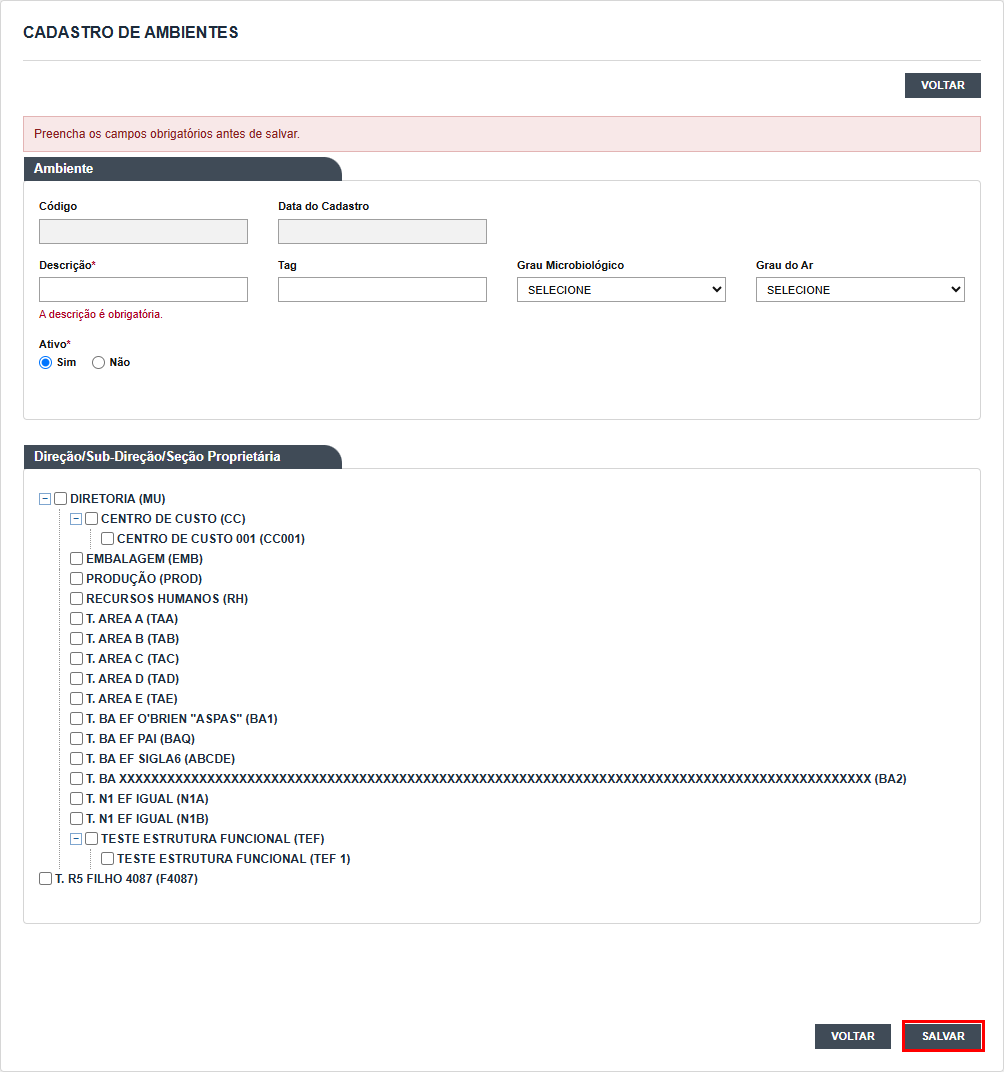 CADASTRO DE AMBIENTES
VOLTAR
Preencha os campos obrigatórios antes de salvar.
Ambiente
Código Data do Cadastro
Descrição* Tag Grau Microbiológico Grau do Ar
SELECIONE SELECIONE
A descrição é obrigatória.
Ativo*
Sim Não
Direção/Sub-Direção/Seção Proprietária
DIRETORIA (MU)
CENTRO DE CUSTO (CC)
CENTRO DE CUSTO 001 (CC001)
EMBALAGEM (EMB)
PRODUÇÃO (PROD)
RECURSOS HUMANOS (RH)
T. AREA A (TAA)
T. AREA B (TAB)
T. AREA C (TAC)
T. AREA D (TAD)
T. AREA E (TAE)
T. BA EF O'BRIEN "ASPAS" (BA1)
T. BA EF PAI (BAQ)
T. BA EF SIGLA6 (ABCDE)
T. BA XXXXXXXXXXXXXXXXXXXXXXXXXXXXXXXXXXXXXXXXXXXXXXXXXXXXXXXXXXXXXXXXXXXXXXXXXXXXXXXXXXXXXXXXXXXXXX (BA2)
T. N1 EF IGUAL (N1A)
T. N1 EF IGUAL (N1B)
TESTE ESTRUTURA FUNCIONAL (TEF)
TESTE ESTRUTURA FUNCIONAL (TEF 1)
T. R5 FILHO 4087 (F4087)
VOLTAR SALVAR